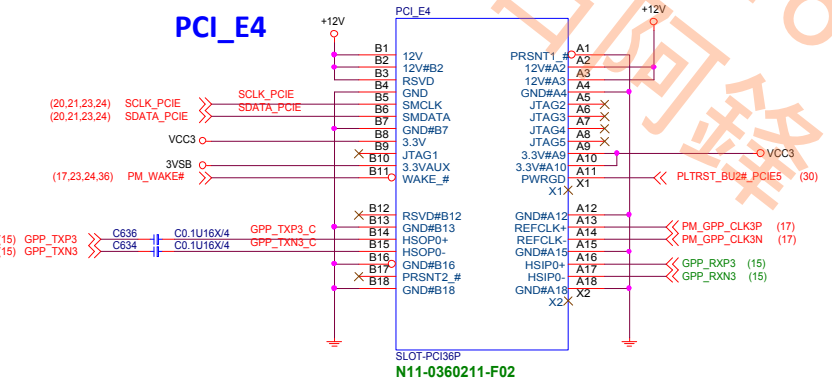 PCI_E4
PCI_E4
+12V
+12V
B1 12V PRSNT1_# A1
B2 12V#B2 12V#A2 A2
B3 RSVD 12V#A3 A3
B4 GND GND#A4 A4
(20,21,23,24) SCLK_PCIE SCLK_PCIE B5 SMCLK JTAG2 A5
(20,21,23,24) SDATA_PCIE SDATA_PCIE B6 SMDATA JTAG3 A6
B7 GND#B7 JTAG4 A7
VCC3 B8 3.3V JTAG5 A8
B9 JTAG1 3.3V#A9 A9 VCC3
3VSB B10 3.3VAUX 3.3V#A10 A10
(17,23,24,36) PM_WAKE# B11 WAKE_# PWRGD A11 PLTRST_BU2#_PCIE5 (30)
X1 X1
B12 RSVD#B12 GND#A12 A12
B13 GND#B13 REFCLK+ A13 PM_GPP_CLK3P (17)
15) GPP_TXP3 C636 C0.1U16X/4 GPP_TXP3_C B14 HSOP0+ REFCLK- A14 PM_GPP_CLK3N (17)
15) GPP_TXN3 C634 C0.1U16X/4 GPP_TXN3_C B15 HSOP0- GND#A15 A15
B16 GND#B16 HSIP0+ A16 GPP_RXP3 (15)
B17 PRSNT2_# HSIP0- A17 GPP_RXN3 (15)
B18 GND#B18 GND#A18 A18
X2 X2
SLOT-PCI36P
N11-0360211-F02
阿鋒